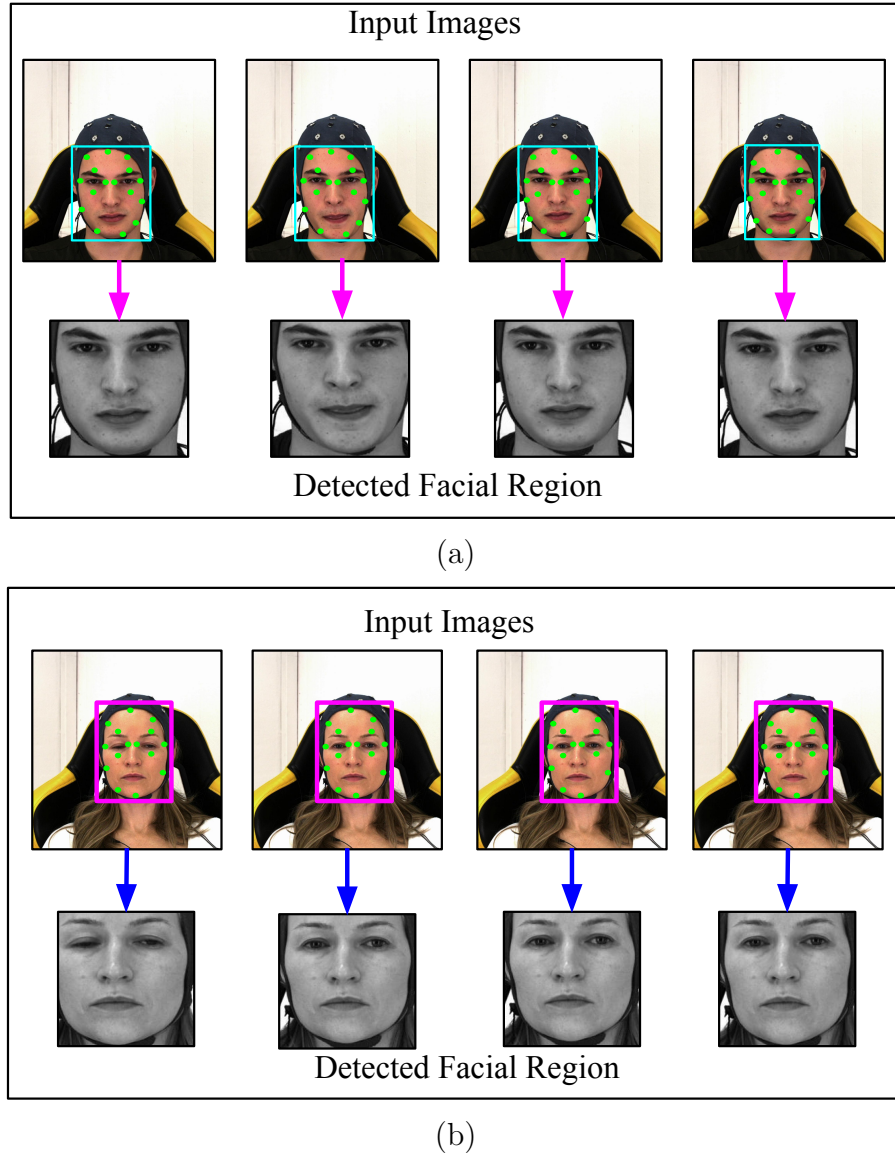 Input Images
Detected Facial Region
(a)
Input Images
Detected Facial Region
(b)